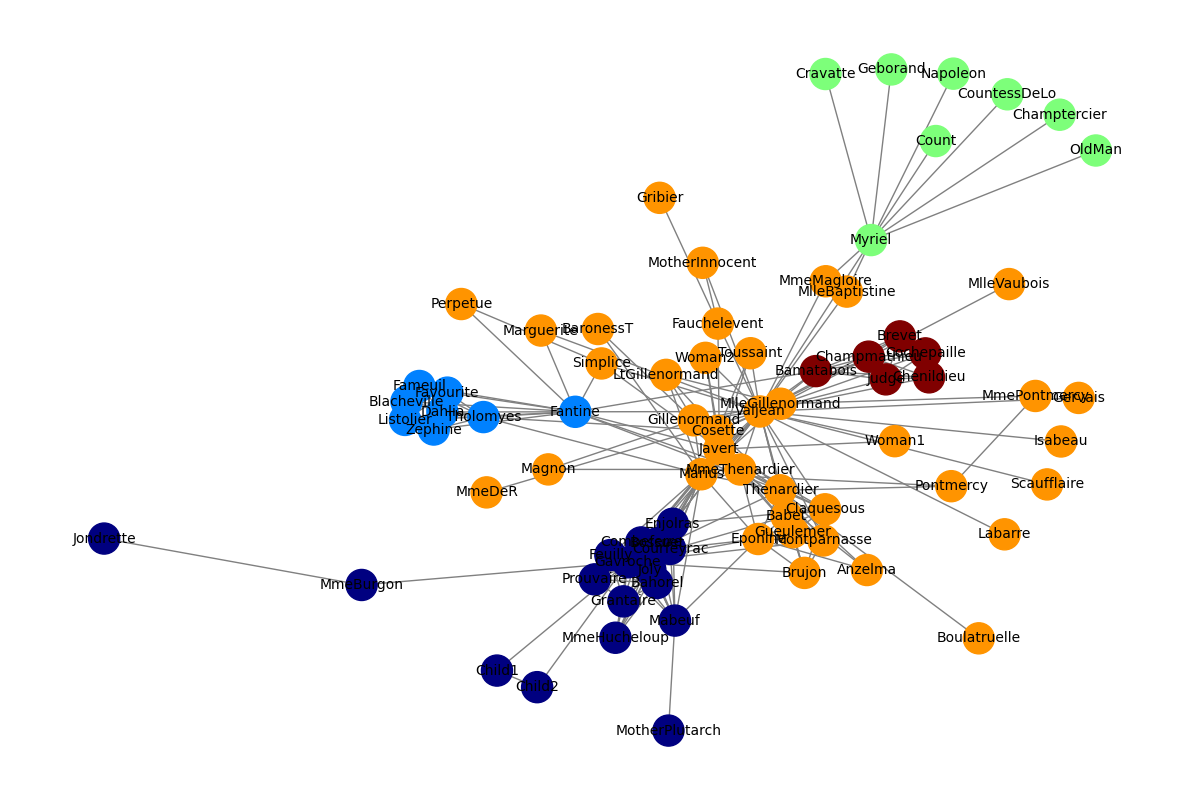 Cravatte
Geborand
Napoleon
CountessDeLo
Champtercier
Count
OldMan
Gribier
Myriel
MotherInnocent
MmeMagloire
MlleBaptistine
MlleVaubois
Perpetue
Marguerite
BaronessT
Fauchelevent
Brevet
Woman2
Toussaint
Champmathieu
Cochepaille
Simplice
LtGillenormand
Bamatabois
Judge
Chenildieu
Fameuil
Favourite
Blacheville
Dahlia
Listolier
Tholomyes
Zephine
Fantine
MlleGillenormand
Valjean
MmePontmercy
Gervais
Gillenormand
Cosette
Javert
Woman1
Isabeau
Magnon
Marius
MmeThenardier
MmeDeR
Thenardier
Pontmercy
Scaufflaire
Claquesous
Babet
Enjolras
Gueulemer
Labarre
Jondrette
Eponine
Montparnasse
Courfeyrac
Feuilly
Joly
Anzelma
Brujon
Prouvaire
Bahorel
MmeBurgon
Grantaire
Mabeuf
MmeHucheloup
Boulatruelle
Child1
Child2
MotherPlutarch